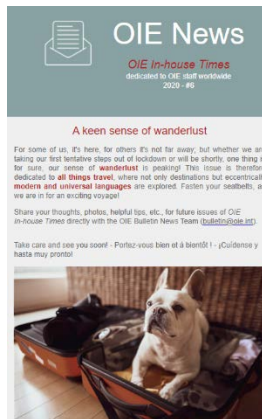 OIE News
OIE In-house Times
dedicated to OIE staff worldwide
2020 - #6
A keen sense of wanderlust
For some of us, it's here, for others it's not far away; but whether we are
taking our first tentative steps out of lockdown or will be shortly, one thing
for sure, our sense of wanderlust is peaking! This issue is therefore
dedicated to all things travel, where not only destinations but eccentrically
modern and universal languages are explored. Fasten your seatbelts, as
we are in for an exciting voyage!
Share your thoughts, photos, helpful tips, etc., for future issues of OIE
In-house Times directly with the OIE Bulletin News Team (bulletin@oie.int).
Take care and see you soon! - Portez-vous bien et à bientôt ! - ¡Cuídense y
hasta muy pronto!